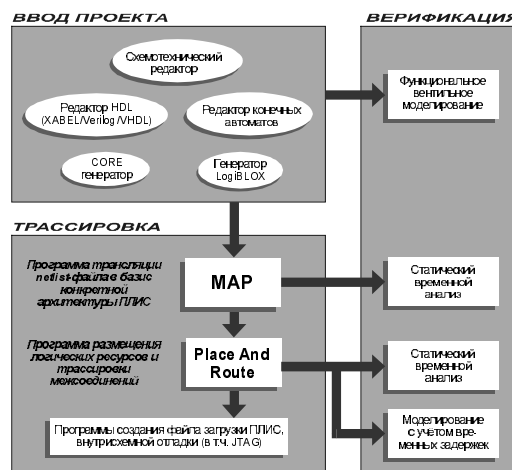 ВВОД ПРОЕКТА
Схемотехнический
редактор
Редактор HDL
(XABEL/Verilog/VHDL)
Редактор конечных
автоматов
CORE
генератор
Генератор
LogiBLOX
ВЕРИФИКАЦИЯ
Функциональное
вентильное
моделирование
ТРАССИРОВКА
Программа трансляции
netlist-файла в базис
конкретной
архитектуры ПЛИС
MAP
Статический
временной
анализ
Программа размещения
логических ресурсов и
трассировки
межсоединений
Place And
Route
Статический
временной
анализ
Программы создания файла загрузки ПЛИС,
внутрисхемной отладки (в т.ч. JTAG)
Моделирование
с учетом вре-
менных задержек